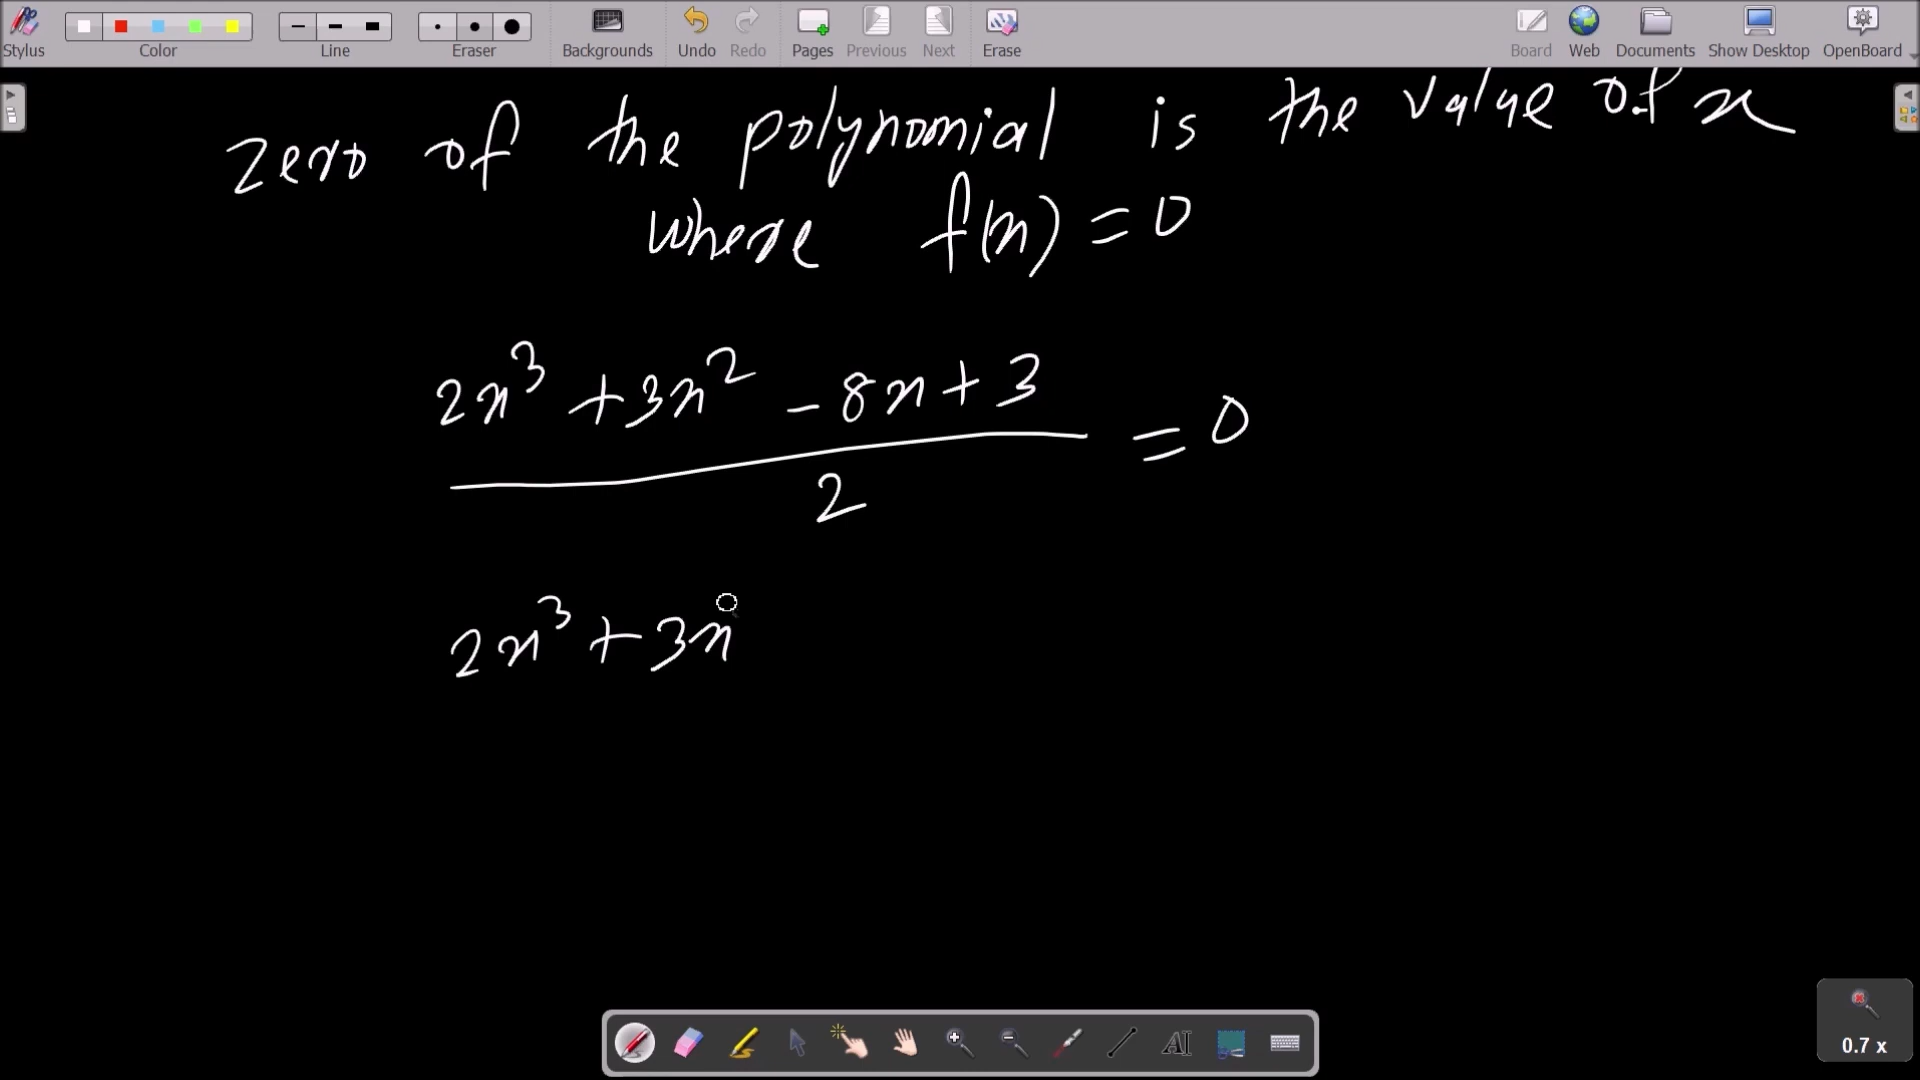 Stylus Color Line Eraser Backgrounds Undo Redo Pages Previous Next Erase Board Web Documents Show Desktop OpenBoard
zero of the polynomial is the value of x
where f(x) = 0
2x³ + 3x² - 8x + 3
———
2
= 0
2x³ + 3x
AI
0.7 x